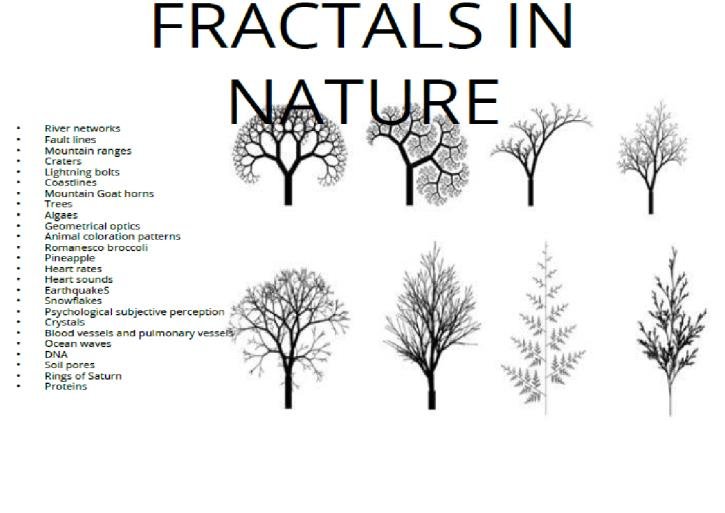 FRACTALS IN
NATURE
• River networks
• Fault lines
• Mountain ranges
• Craters
• Lightning bolts
• Coastlines
• Mountain Goat horns
• Trees
• Algaes
• Geometrical optics
• Animal coloration patterns
• Romanesco broccoli
• Pineapple
• Heart rates
• Heart sounds
• EarthquakeS
• Snowflakes
• Psychological subjective perception
• Crystals
• Blood vessels and pulmonary vessels
• Ocean waves
• DNA
• Soil pores
• Rings of Saturn
• Proteins